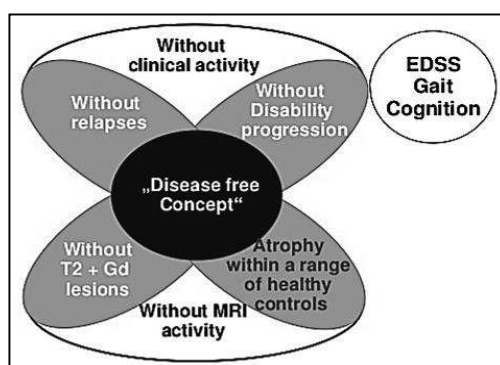 Without
clinical activity
EDSS
Gait
Cognition
Without
relapses
Without
Disability
progression
„Disease free
Concept“
Without
T2 + Gd
lesions
Atrophy
within a range
of healthy
controls
Without MRI
activity